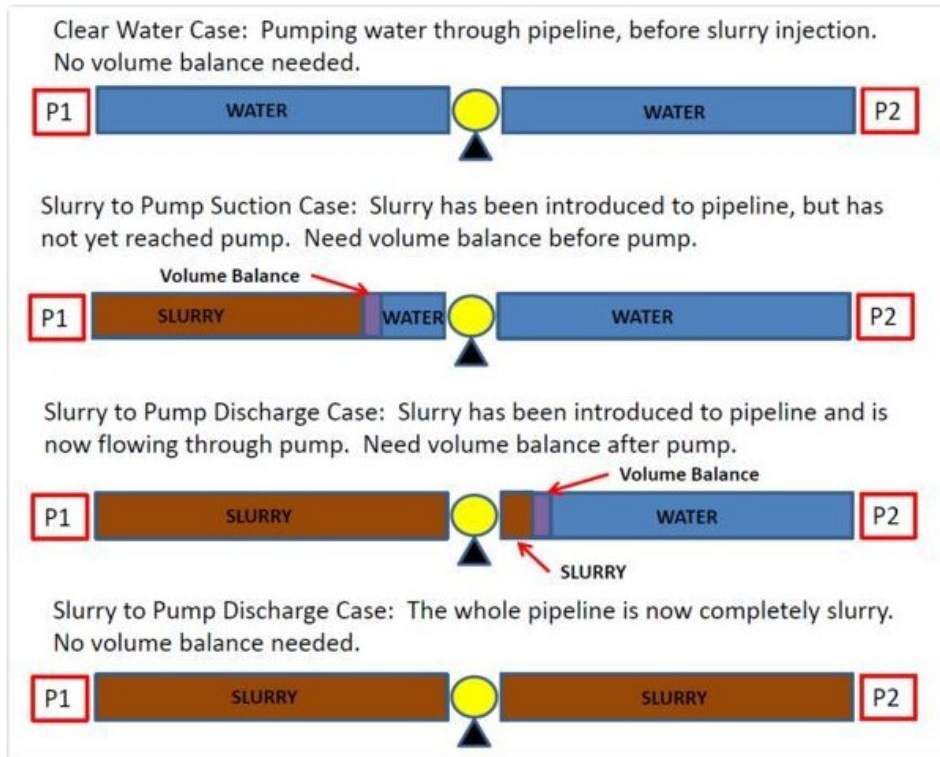 Clear Water Case: Pumping water through pipeline, before slurry injection.
No volume balance needed.
P1 WATER WATER P2
Slurry to Pump Suction Case: Slurry has been introduced to pipeline, but has
not yet reached pump. Need volume balance before pump.
Volume Balance
P1 SLURRY WATER WATER P2
Slurry to Pump Discharge Case: Slurry has been introduced to pipeline and is
now flowing through pump. Need volume balance after pump.
Volume Balance
P1 SLURRY WATER P2
SLURRY
Slurry to Pump Discharge Case: The whole pipeline is now completely slurry.
No volume balance needed.
P1 SLURRY SLURRY P2